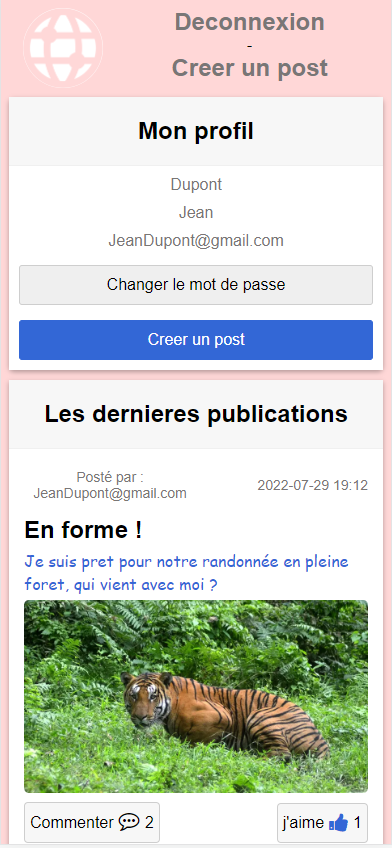 Deconnexion
-
Creer un post
Mon profil
Dupont
Jean
JeanDupont@gmail.com
Changer le mot de passe
Creer un post
Les dernieres publications
Posté par :
JeanDupont@gmail.com
2022-07-29 19:12
En forme !
Je suis pret pour notre randonnée en pleine
foret, qui vient avec moi ?
Commenter 2
j'aime 1